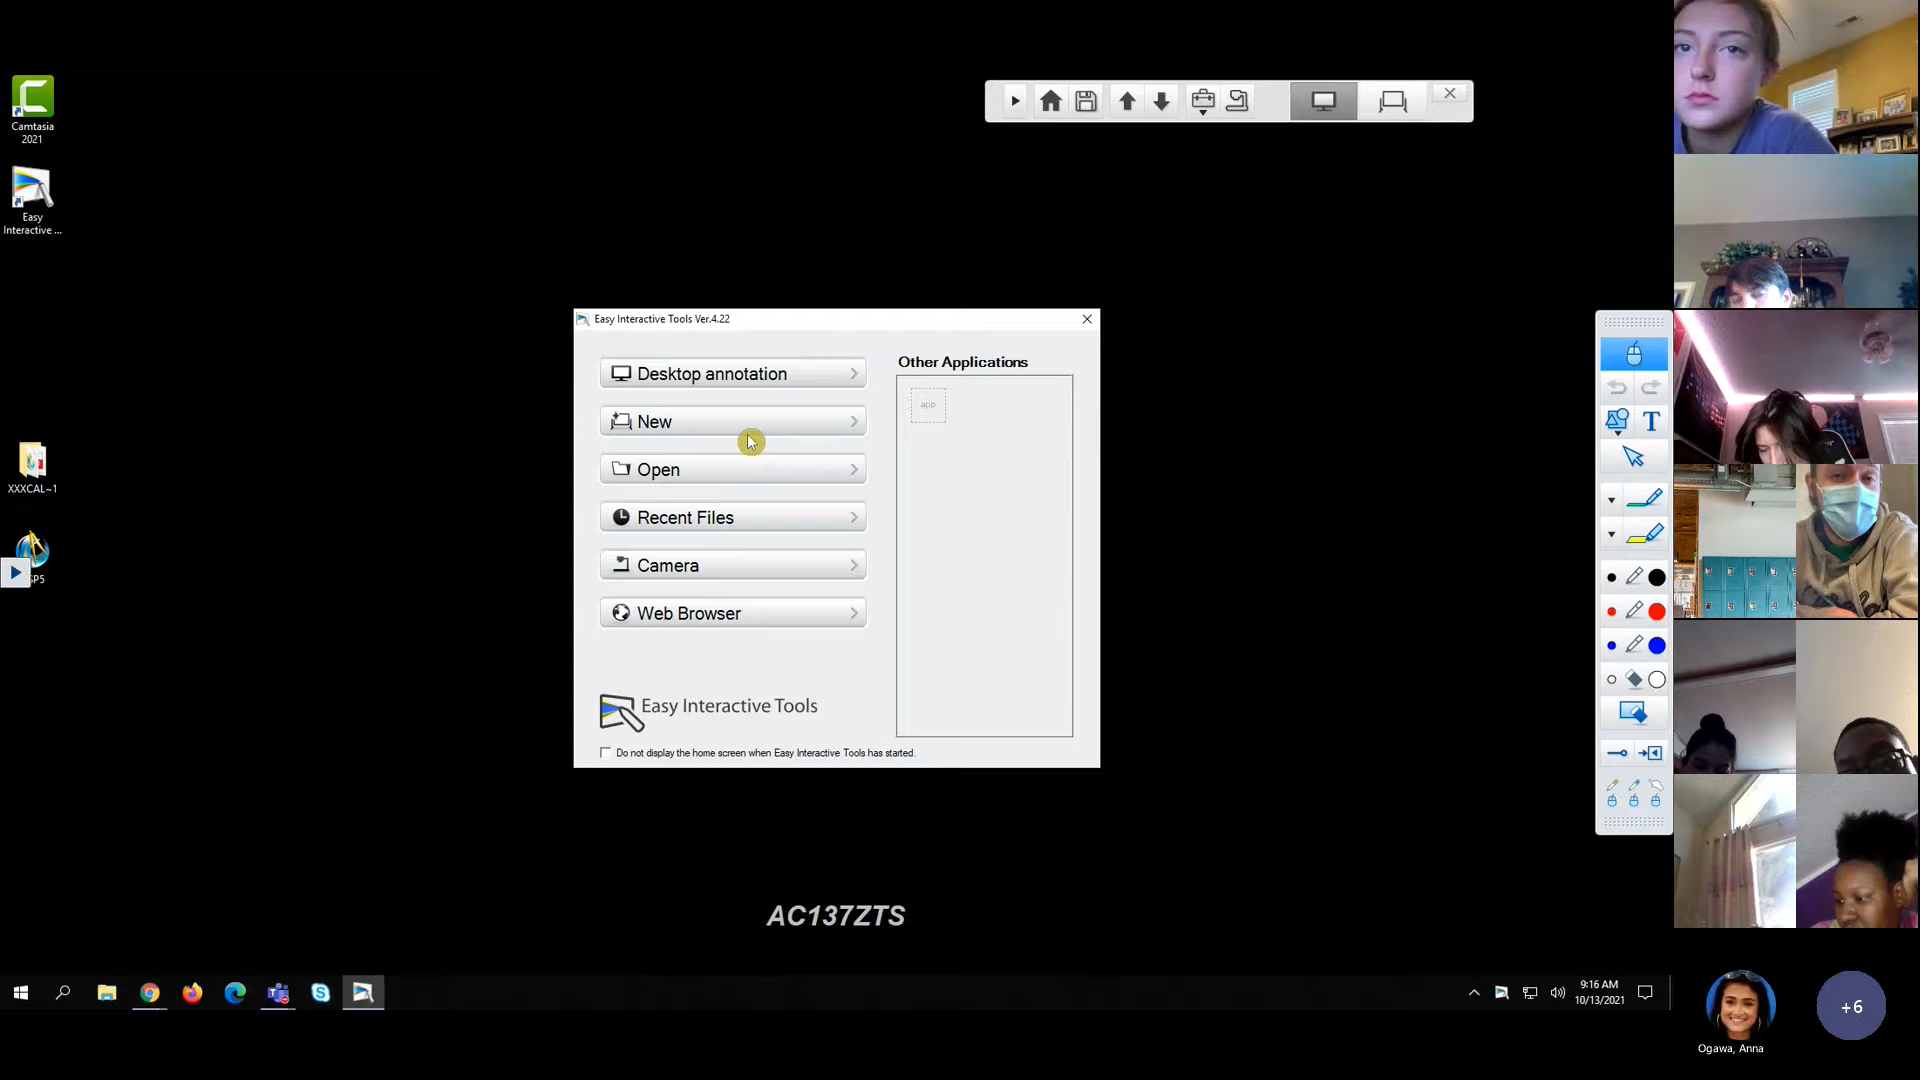 Camtasia
2021
Easy
Interactive ...
XXXCAL~1
SP5
Easy Interactive Tools Ver.4.22
Desktop annotation
New
Open
Recent Files
Camera
Web Browser
Other Applications
app
Easy Interactive Tools
Do not display the home screen when Easy Interactive Tools has started.
T
AC137ZTS
9:16 AM
10/13/2021
Ogawa, Anna
+6